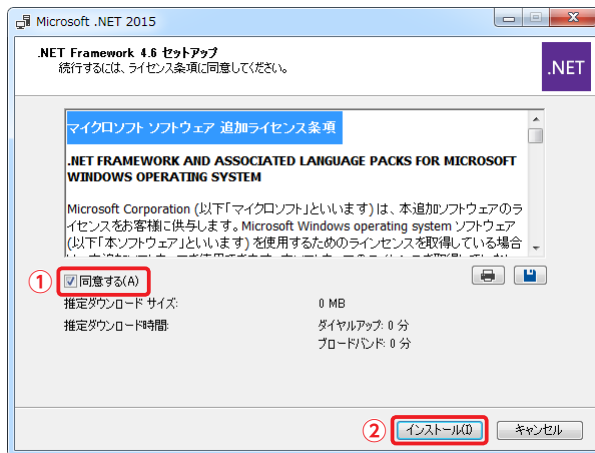 Microsoft .NET 2015
.NET Framework 4.6 セットアップ
続行するには、ライセンス条項に同意してください。
.NET
マイクロソフト ソフトウェア 追加ライセンス条項
.NET FRAMEWORK AND ASSOCIATED LANGUAGE PACKS FOR MICROSOFT
WINDOWS OPERATING SYSTEM
Microsoft Corporation (以下「マイクロソフト」といいます) は、本追加ソフトウェアのラ
イセンスをお客様に供与します。Microsoft Windows operating system ソフトウェア
(以下「本ソフトウェア」といいます) を使用するためのラインセンスを取得している場合
① 同意する(A)
推定ダウンロード サイズ: 0 MB
推定ダウンロード時間: ダイヤルアップ: 0 分
ブロードバンド: 0 分
② インストール(I) キャンセル